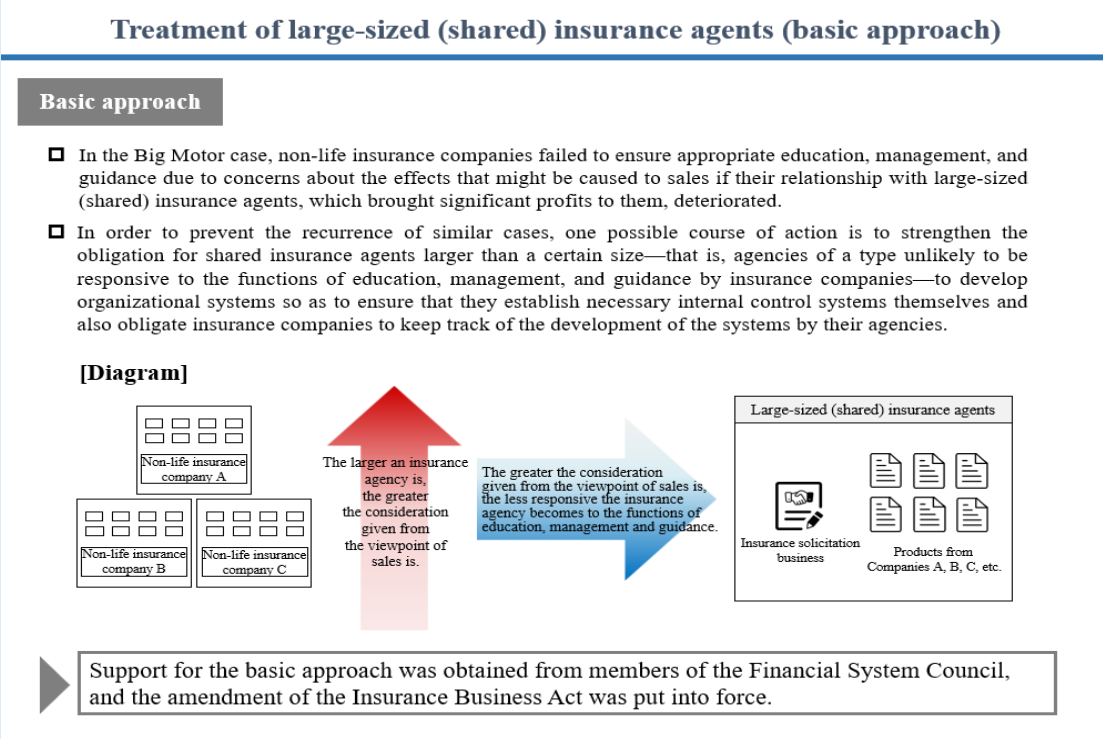 Treatment of large-sized (shared) insurance agents (basic approach)
Basic approach
In the Big Motor case, non-life insurance companies failed to ensure appropriate education, management, and
guidance due to concerns about the effects that might be caused to sales if their relationship with large-sized
(shared) insurance agents, which brought significant profits to them, deteriorated.
In order to prevent the recurrence of similar cases, one possible course of action is to strengthen the
obligation for shared insurance agents larger than a certain size—that is, agencies of a type unlikely to be
responsive to the functions of education, management, and guidance by insurance companies—to develop
organizational systems so as to ensure that they establish necessary internal control systems themselves and
also obligate insurance companies to keep track of the development of the systems by their agencies.
[Diagram]
Non-life insurance
company A
Non-life insurance
company B
Non-life insurance
company C
The larger an insurance
agency is,
the greater
the consideration
given from
the viewpoint of
sales is.
The greater the consideration
given from the viewpoint of sales is,
the less responsive the insurance
agency becomes to the functions of
education, management and guidance.
Large-sized (shared) insurance agents
Insurance solicitation
business
Products from
Companies A, B, C, etc.
Support for the basic approach was obtained from members of the Financial System Council,
and the amendment of the Insurance Business Act was put into force.